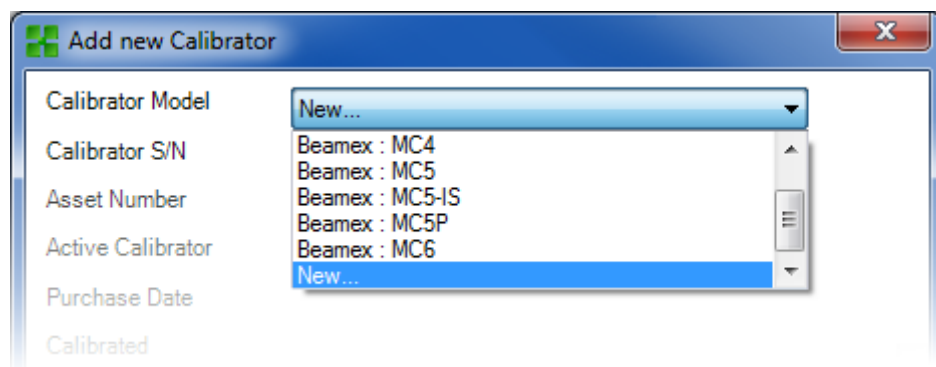 Add new Calibrator
x
Calibrator Model
New...
Calibrator S/N
Beamex : MC4
Beamex : MC5
Asset Number
Beamex : MC5-IS
Beamex : MC5P
Active Calibrator
Beamex : MC6
New...
Purchase Date
Calibrated